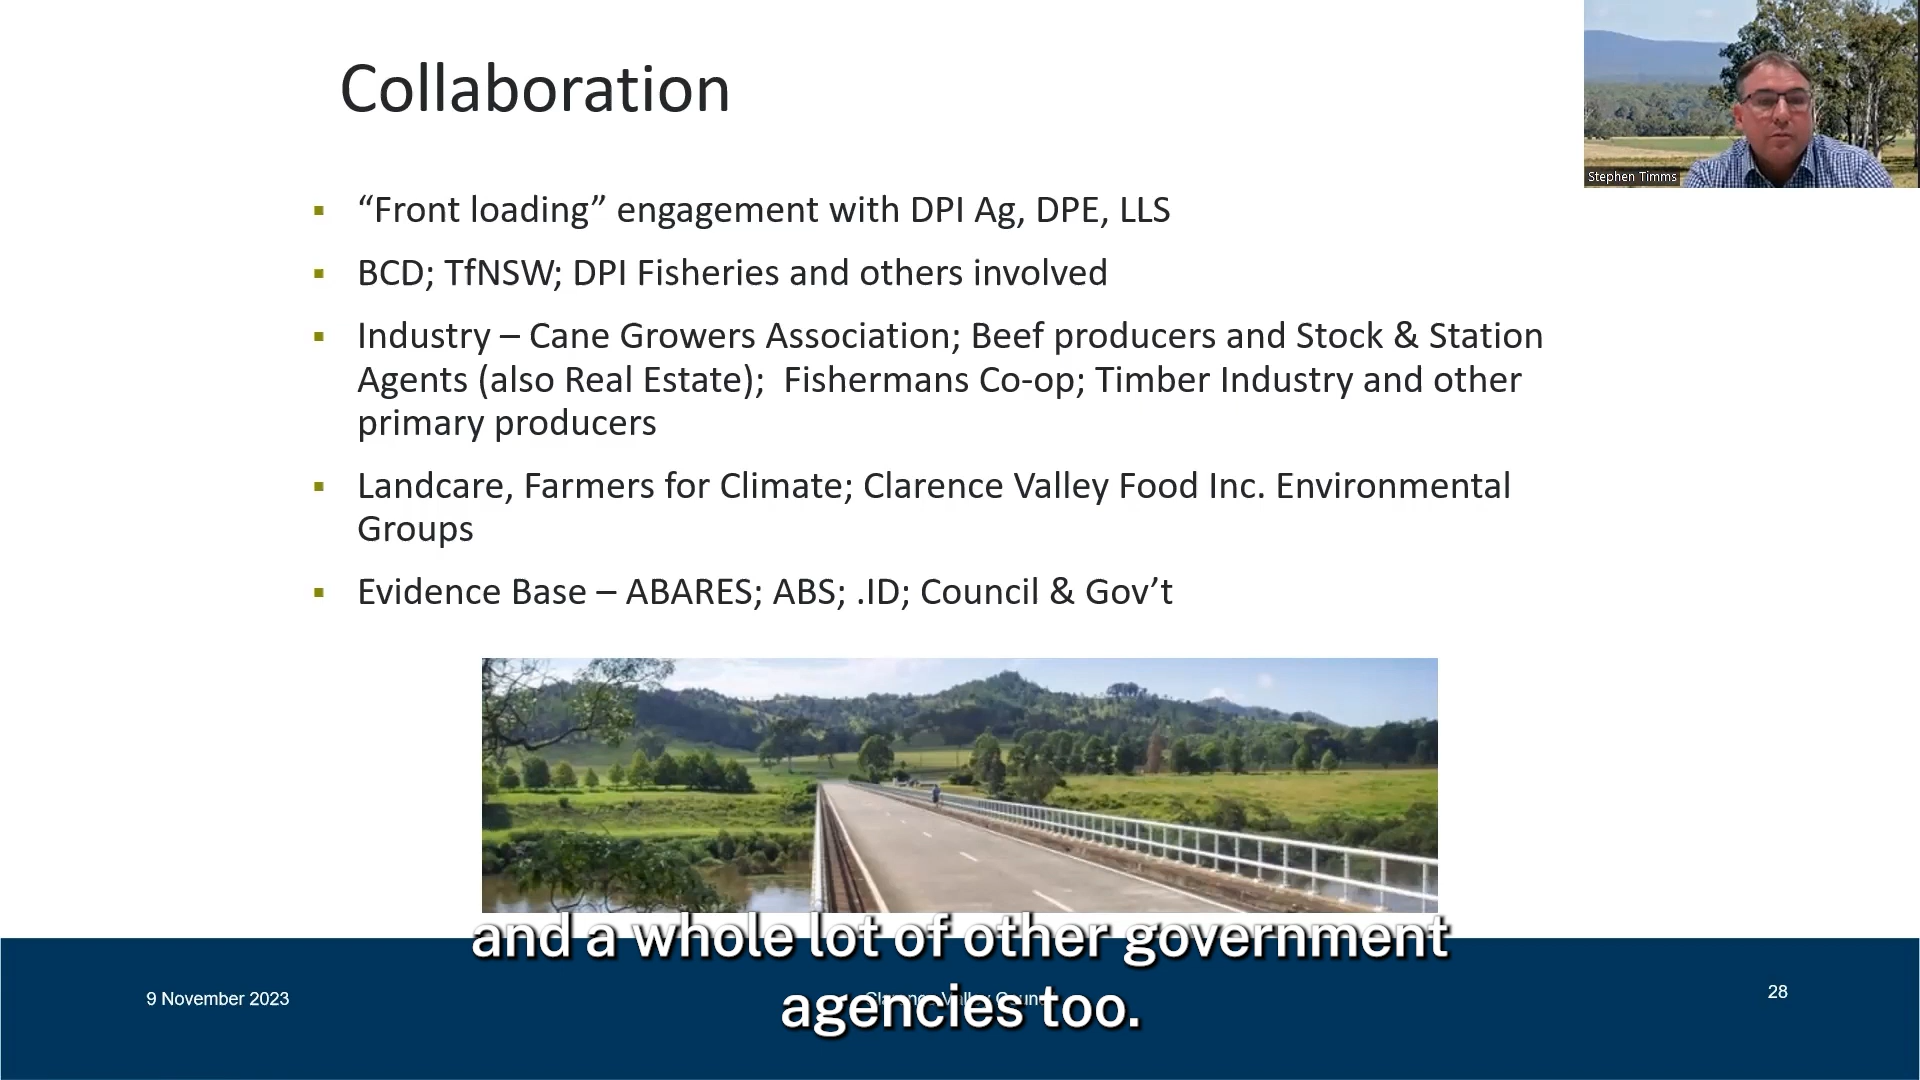 Collaboration
Stephen Timms
“Front loading” engagement with DPI Ag, DPE, LLS
BCD; TfNSW; DPI Fisheries and others involved
Industry – Cane Growers Association; Beef producers and Stock & Station
Agents (also Real Estate);  Fishermans Co-op; Timber Industry and other
primary producers
Landcare, Farmers for Climate; Clarence Valley Food Inc. Environmental
Groups
Evidence Base – ABARES; ABS; .ID; Council & Gov’t
and a whole lot of other government
agencies too.
9 November 2023
28